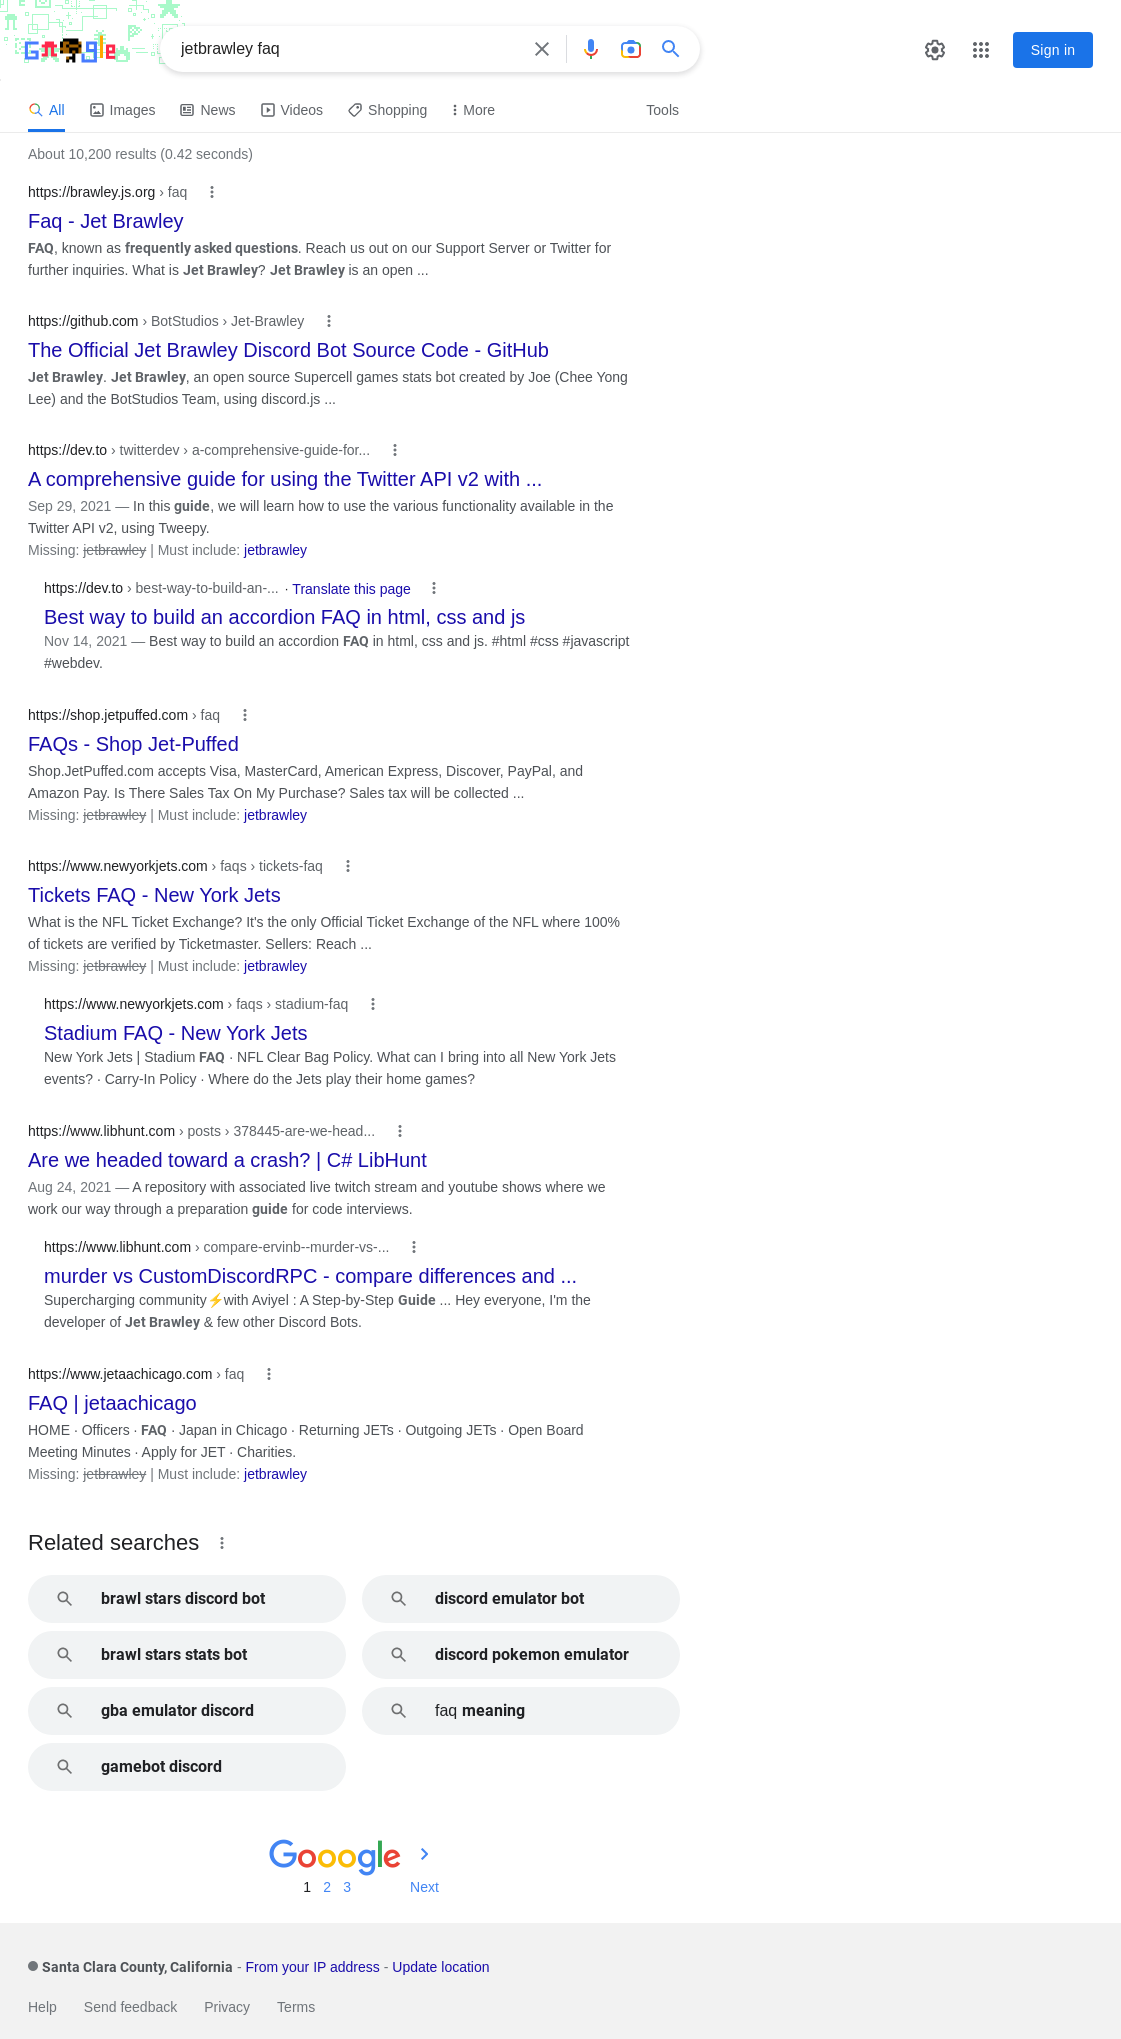 Google
jetbrawley faq
Sign in
All
Images
News
Videos
Shopping
More
Tools
About 10,200 results (0.42 seconds)
https://brawley.js.org › faq
Faq - Jet Brawley
FAQ, known as frequently asked questions. Reach us out on our Support Server or Twitter for
further inquiries. What is Jet Brawley? Jet Brawley is an open ...
https://github.com › BotStudios › Jet-Brawley
The Official Jet Brawley Discord Bot Source Code - GitHub
Jet Brawley. Jet Brawley, an open source Supercell games stats bot created by Joe (Chee Yong
Lee) and the BotStudios Team, using discord.js ...
https://dev.to › twitterdev › a-comprehensive-guide-for...
A comprehensive guide for using the Twitter API v2 with ...
Sep 29, 2021 — In this guide, we will learn how to use the various functionality available in the
Twitter API v2, using Tweepy.
Missing: jetbrawley | Must include: jetbrawley
https://dev.to › best-way-to-build-an-... · Translate this page
Best way to build an accordion FAQ in html, css and js
Nov 14, 2021 — Best way to build an accordion FAQ in html, css and js. #html #css #javascript
#webdev.
https://shop.jetpuffed.com › faq
FAQs - Shop Jet-Puffed
Shop.JetPuffed.com accepts Visa, MasterCard, American Express, Discover, PayPal, and
Amazon Pay. Is There Sales Tax On My Purchase? Sales tax will be collected ...
Missing: jetbrawley | Must include: jetbrawley
https://www.newyorkjets.com › faqs › tickets-faq
Tickets FAQ - New York Jets
What is the NFL Ticket Exchange? It's the only Official Ticket Exchange of the NFL where 100%
of tickets are verified by Ticketmaster. Sellers: Reach ...
Missing: jetbrawley | Must include: jetbrawley
https://www.newyorkjets.com › faqs › stadium-faq
Stadium FAQ - New York Jets
New York Jets | Stadium FAQ · NFL Clear Bag Policy. What can I bring into all New York Jets
events? · Carry-In Policy · Where do the Jets play their home games?
https://www.libhunt.com › posts › 378445-are-we-head...
Are we headed toward a crash? | C# LibHunt
Aug 24, 2021 — A repository with associated live twitch stream and youtube shows where we
work our way through a preparation guide for code interviews.
https://www.libhunt.com › compare-ervinb--murder-vs-...
murder vs CustomDiscordRPC - compare differences and ...
Supercharging community⚡with Aviyel : A Step-by-Step Guide ... Hey everyone, I'm the
developer of Jet Brawley & few other Discord Bots.
https://www.jetaachicago.com › faq
FAQ | jetaachicago
HOME · Officers · FAQ · Japan in Chicago · Returning JETs · Outgoing JETs · Open Board
Meeting Minutes · Apply for JET · Charities.
Missing: jetbrawley | Must include: jetbrawley
Related searches
brawl stars discord bot
discord emulator bot
brawl stars stats bot
discord pokemon emulator
gba emulator discord
faq meaning
gamebot discord
Gooogle
1 2 3 Next
Santa Clara County, California - From your IP address - Update location
Help Send feedback Privacy Terms